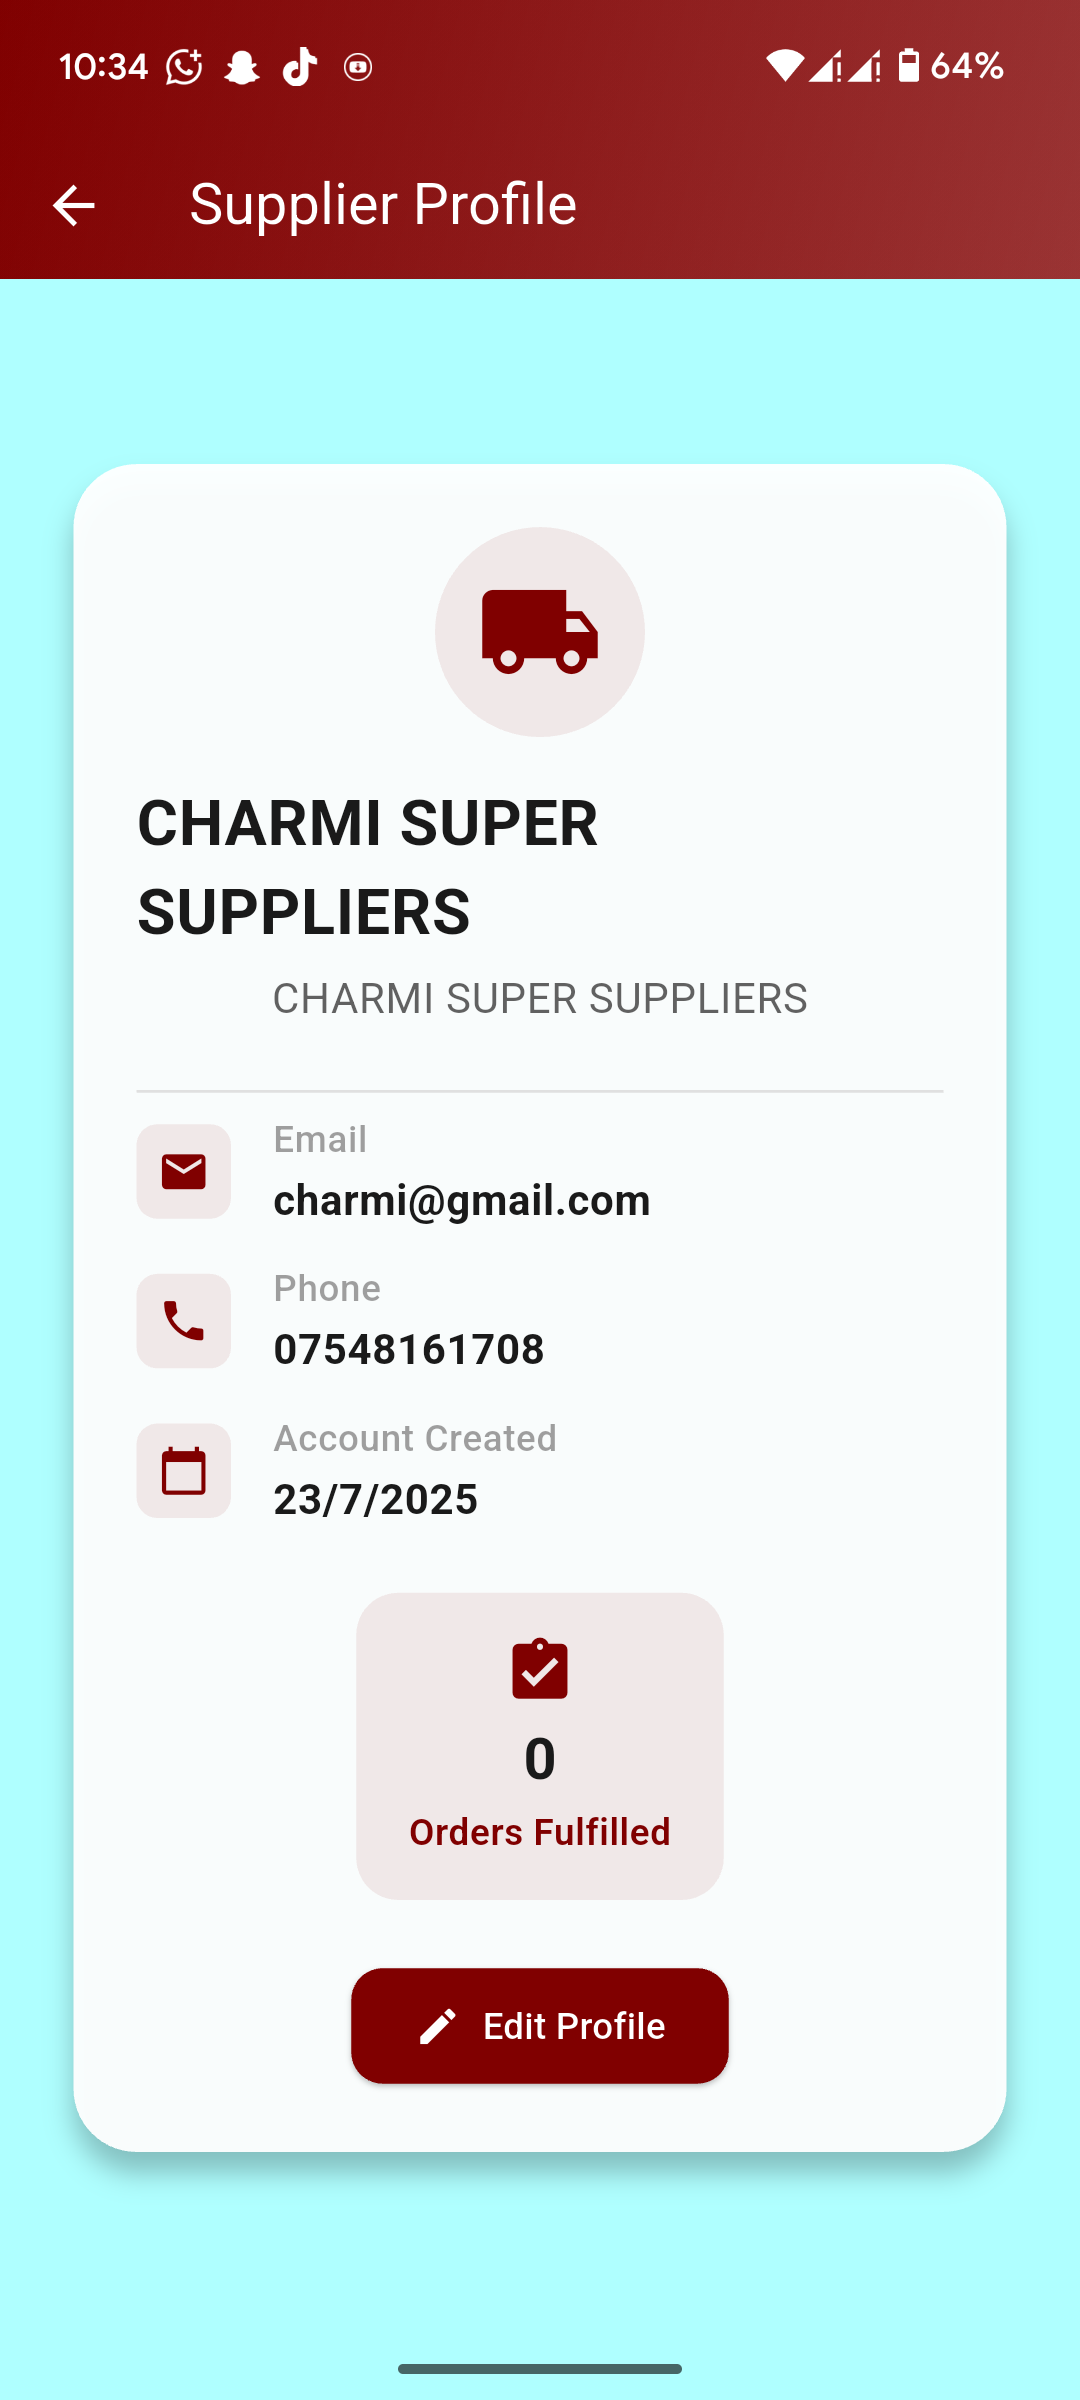 10:34
64%
Supplier Profile
CHARMI SUPER
SUPPLIERS
CHARMI SUPER SUPPLIERS
Email
charmi@gmail.com
Phone
07548161708
Account Created
23/7/2025
0
Orders Fulfilled
Edit Profile